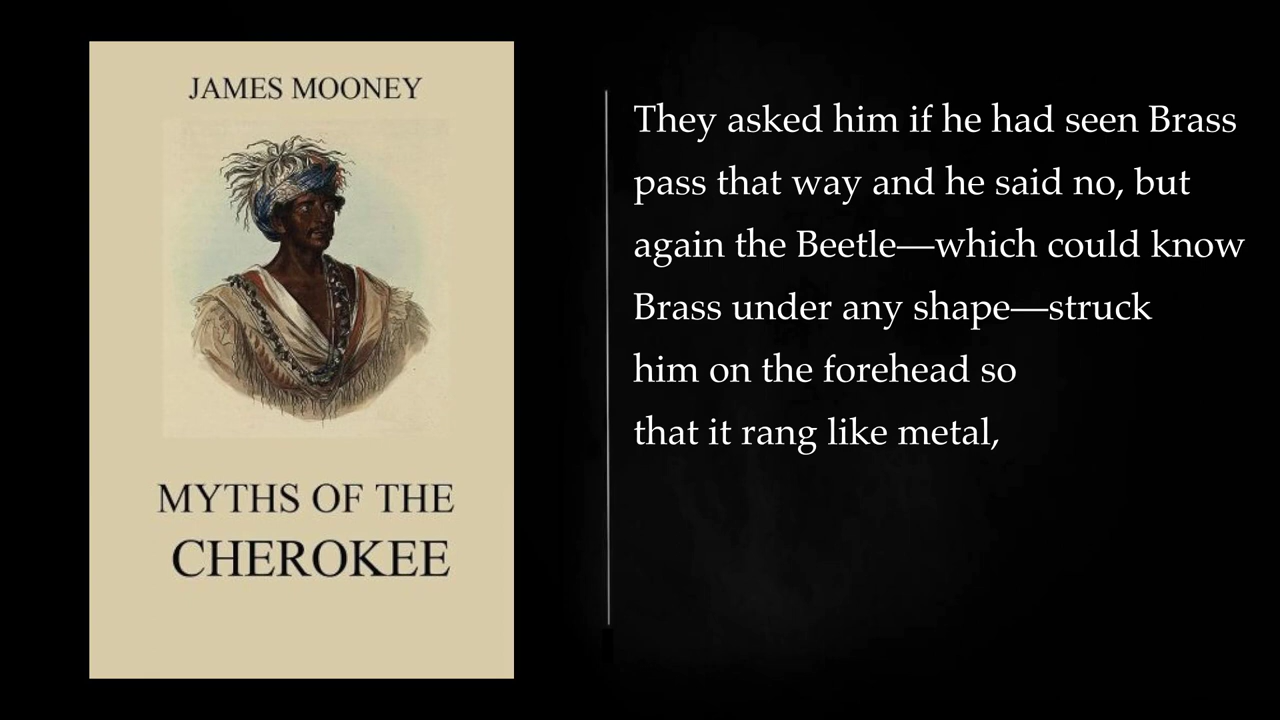 JAMES MOONEY
MYTHS OF THE
CHEROKEE
They asked him if he had seen Brass
pass that way and he said no, but
again the Beetle—which could know
Brass under any shape—struck
him on the forehead so
that it rang like metal,